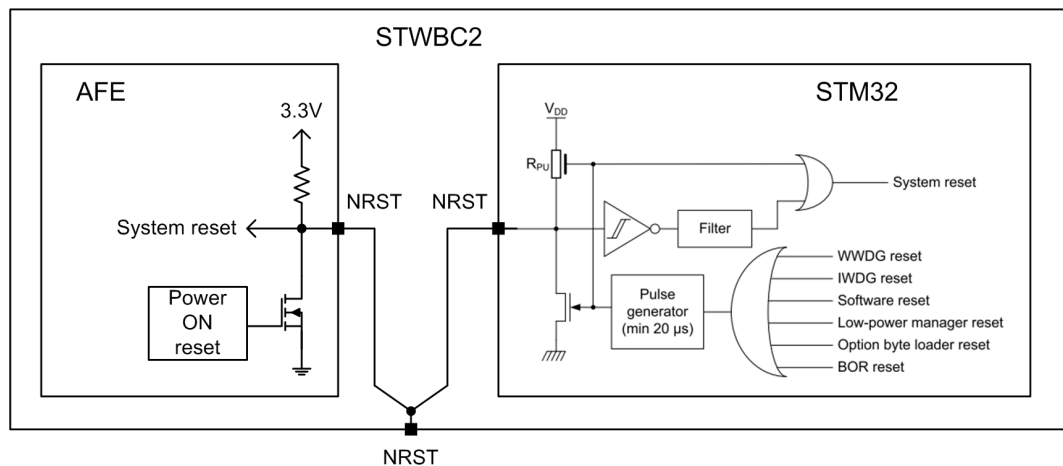 STWBC2
AFE
STM32
3.3V
VDD
RPU
NRST
NRST
System reset
System reset
Filter
Power
ON
reset
Pulse
generator
(min 20 µs)
WWDG reset
IWDG reset
Software reset
Low-power manager reset
Option byte loader reset
BOR reset
NRST